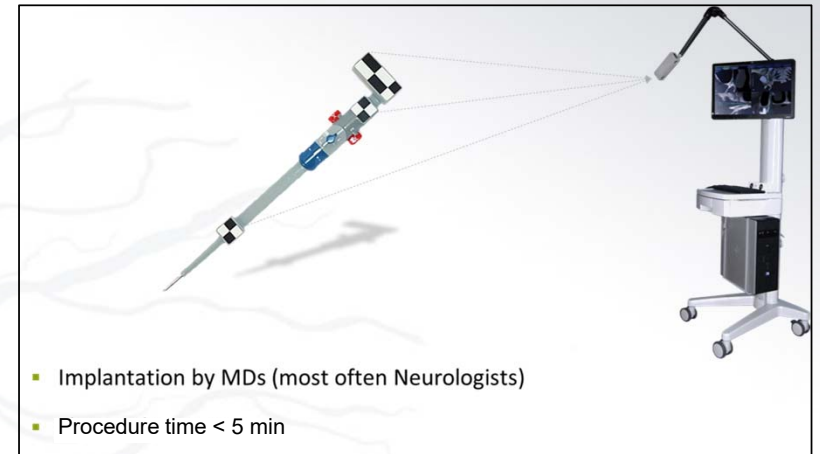 Implantation by MDs (most often Neurologists)
Procedure time < 5 min